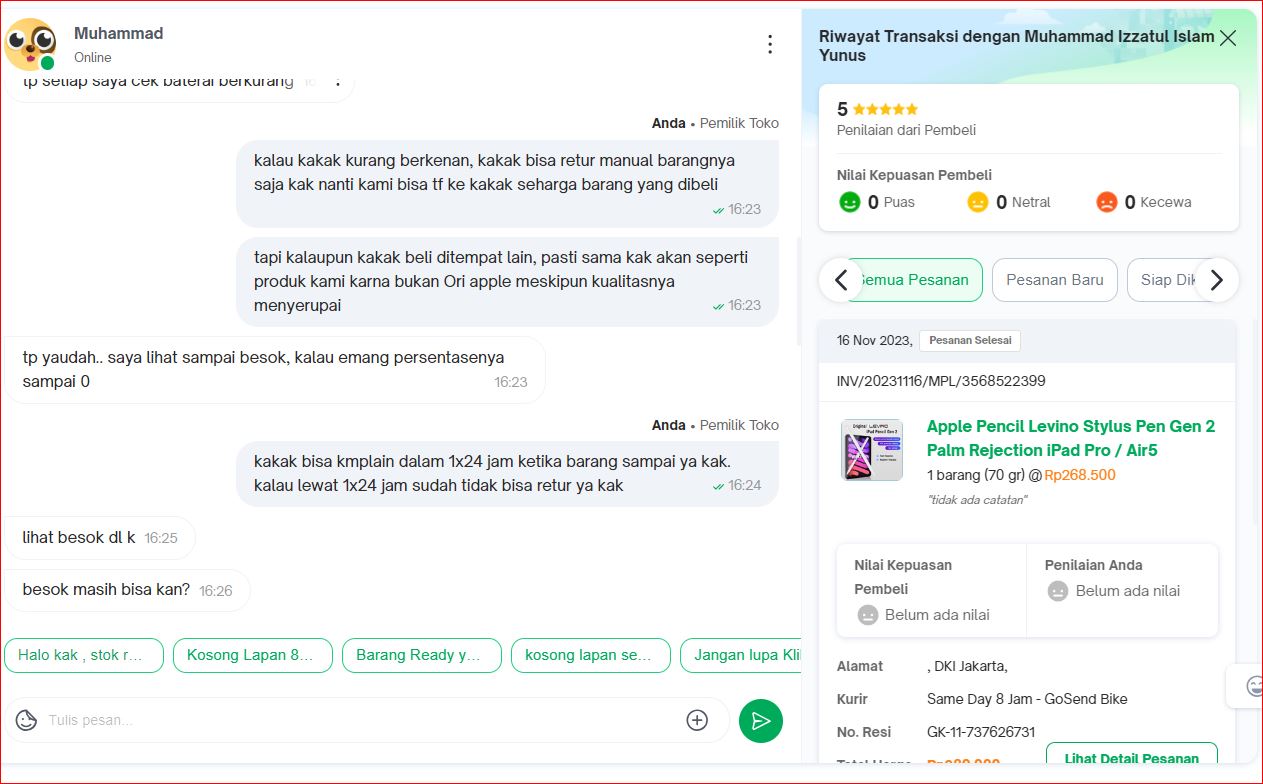 Muhammad
Online
tp setiap saya cek baterai berkurang 16
Anda • Pemilik Toko
kalau kakak kurang berkenan, kakak bisa retur manual barangnya
saja kak nanti kami bisa tf ke kakak seharga barang yang dibeli
16:23
tapi kalaupun kakak beli ditempat lain, pasti sama kak akan seperti
produk kami karna bukan Ori apple meskipun kualitasnya
menyerupai 16:23
tp yaudah.. saya lihat sampai besok, kalau emang persentasenya
sampai 0 16:23
Anda • Pemilik Toko
kakak bisa kmplain dalam 1x24 jam ketika barang sampai ya kak.
kalau lewat 1x24 jam sudah tidak bisa retur ya kak 16:24
lihat besok dl k 16:25
besok masih bisa kan? 16:26
Halo kak , stok r...
Kosong Lapan 8...
Barang Ready y...
kosong lapan se...
Jangan lupa Kli
Tulis pesan...
Riwayat Transaksi dengan Muhammad Izzatul Islam
Yunus
5
Penilaian dari Pembeli
Nilai Kepuasan Pembeli
0 Puas
0 Netral
0 Kecewa
Semua Pesanan
Pesanan Baru
Siap Dik
16 Nov 2023, Pesanan Selesai
INV/20231116/MPL/3568522399
Original LEVINO
iPad Pencil Gen 2
Apple Pencil Levino Stylus Pen Gen 2
Palm Rejection iPad Pro / Air5
1 barang (70 gr) @ Rp268.500
"tidak ada catatan"
Nilai Kepuasan
Pembeli
Belum ada nilai
Penilaian Anda
Belum ada nilai
Alamat , DKI Jakarta,
Kurir Same Day 8 Jam - GoSend Bike
No. Resi GK-11-737626731
Total Harga
Lihat Detail Pesanan